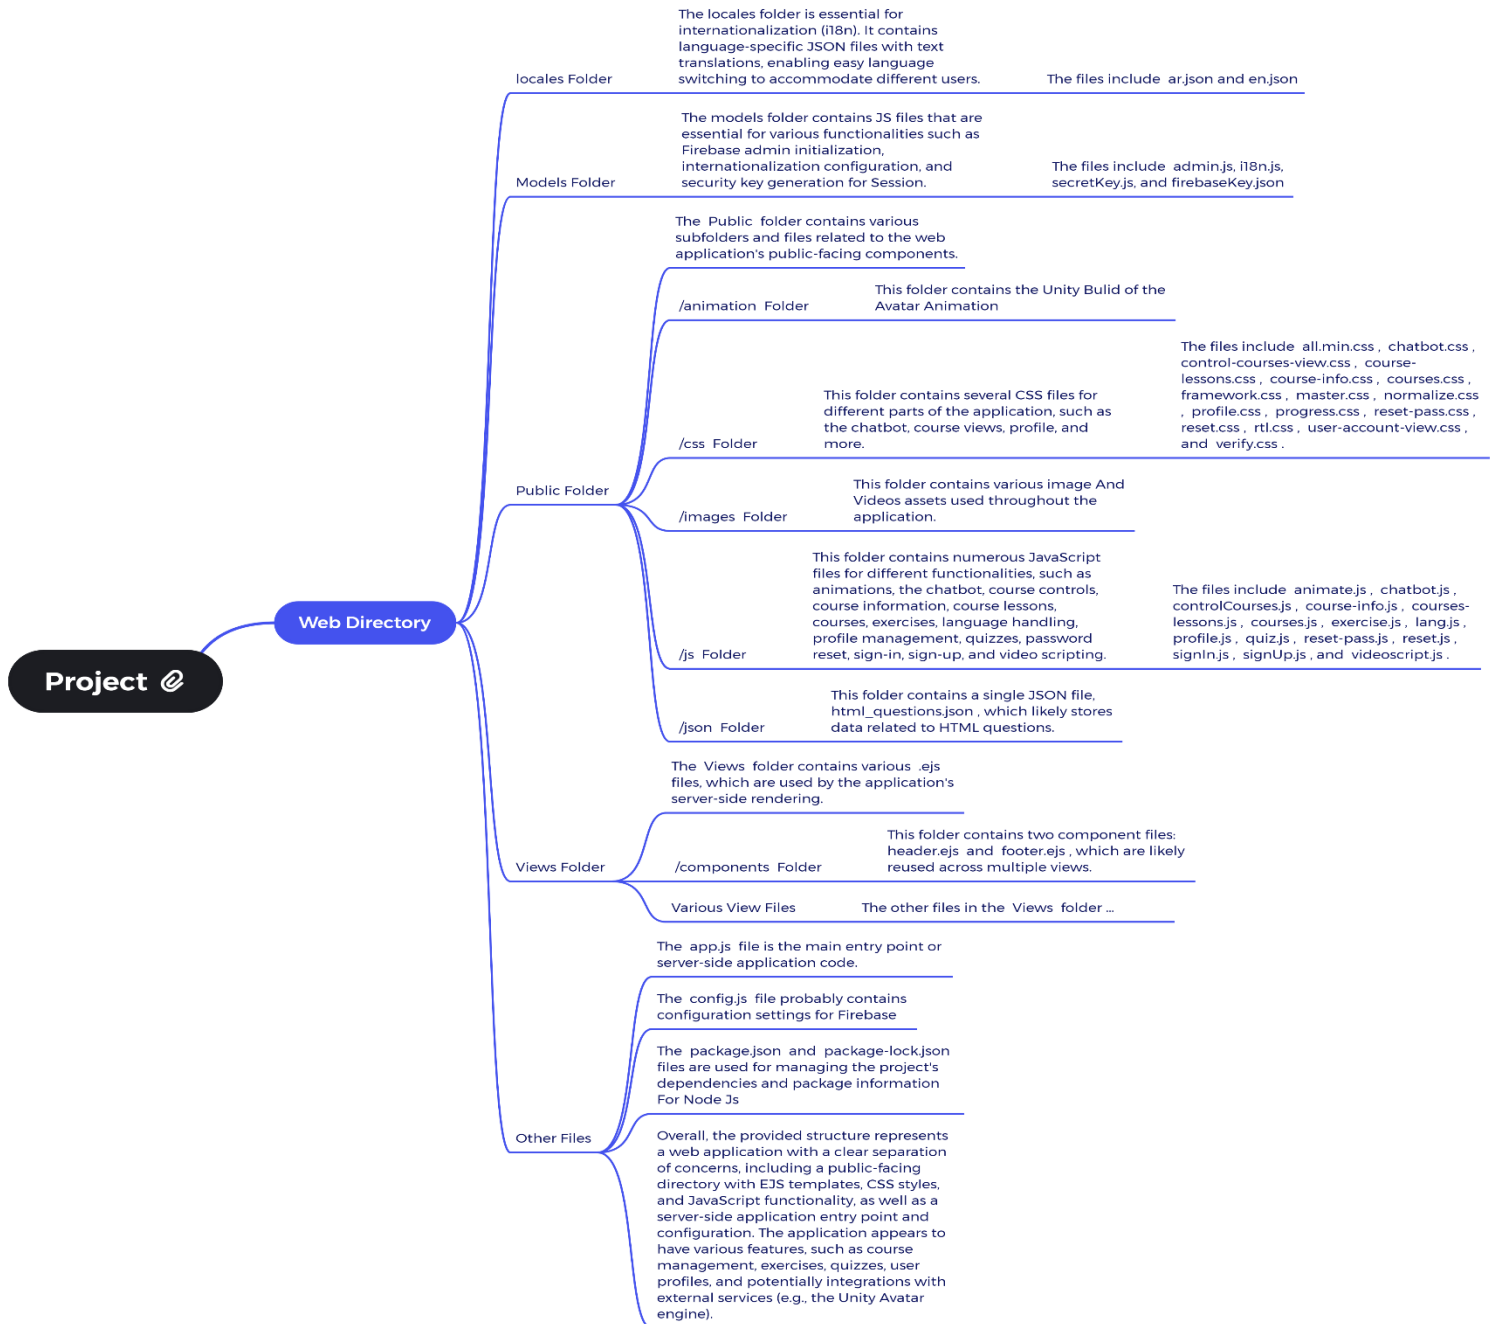 Project
Web Directory
locales Folder
The locales folder is essential for
internationalization (i18n). It contains
language-specific JSON files with text
translations, enabling easy language
switching to accommodate different users.
The files include ar.json and en.json
Models Folder
The models folder contains JS files that are
essential for various functionalities such as
Firebase admin initialization,
internationalization configuration, and
security key generation for Session.
The files include admin.js, i18n.js,
secretKey.js, and firebaseKey.json
Public Folder
The Public folder contains various
subfolders and files related to the web
application's public-facing components.
/animation Folder
This folder contains the Unity Bulid of the
Avatar Animation
/css Folder
This folder contains several CSS files for
different parts of the application, such as
the chatbot, course views, profile, and
more.
The files include all.min.css , chatbot.css ,
control-courses-view.css , course-
lessons.css , course-info.css , courses.css ,
framework.css , master.css , normalize.css
, profile.css , progress.css , reset-pass.css ,
reset.css , rtl.css , user-account-view.css ,
and verify.css .
/images Folder
This folder contains various image And
Videos assets used throughout the
application.
/js Folder
This folder contains numerous JavaScript
files for different functionalities, such as
animations, the chatbot, course controls,
course information, course lessons,
courses, exercises, language handling,
profile management, quizzes, password
reset, sign-in, sign-up, and video scripting.
The files include animate.js , chatbot.js ,
controlCourses.js , course-info.js , courses-
lessons.js , courses.js , exercise.js , lang.js ,
profile.js , quiz.js , reset-pass.js , reset.js ,
signIn.js , signUp.js , and videoscript.js .
/json Folder
This folder contains a single JSON file,
html_questions.json , which likely stores
data related to HTML questions.
Views Folder
The Views folder contains various .ejs
files, which are used by the application's
server-side rendering.
/components Folder
This folder contains two component files:
header.ejs and footer.ejs , which are likely
reused across multiple views.
Various View Files
The other files in the Views folder ...
Other Files
The app.js file is the main entry point or
server-side application code.
The config.js file probably contains
configuration settings for Firebase
The package.json and package-lock.json
files are used for managing the project's
dependencies and package information
For Node Js
Overall, the provided structure represents
a web application with a clear separation
of concerns, including a public-facing
directory with EJS templates, CSS styles,
and JavaScript functionality, as well as a
server-side application entry point and
configuration. The application appears to
have various features, such as course
management, exercises, quizzes, user
profiles, and potentially integrations with
external services (e.g., the Unity Avatar
engine).